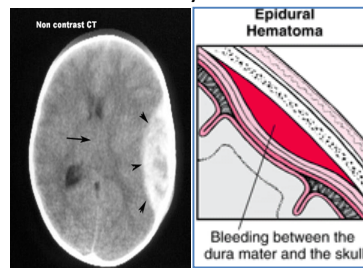 Non contrast CT
Epidural
Hematoma
Bleeding between the
dura mater and the skull